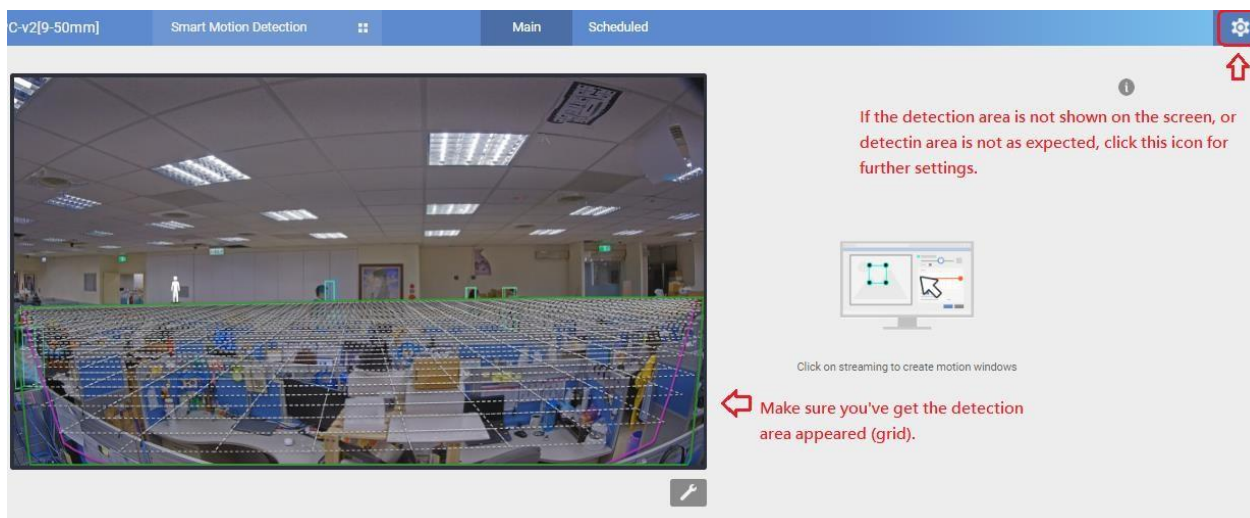 C-v2[9-50mm] Smart Motion Detection Main Scheduled
If the detection area is not shown on the screen, or
detectin area is not as expected, click this icon for
further settings.
Click on streaming to create motion windows
Make sure you've get the detection
area appeared (grid).